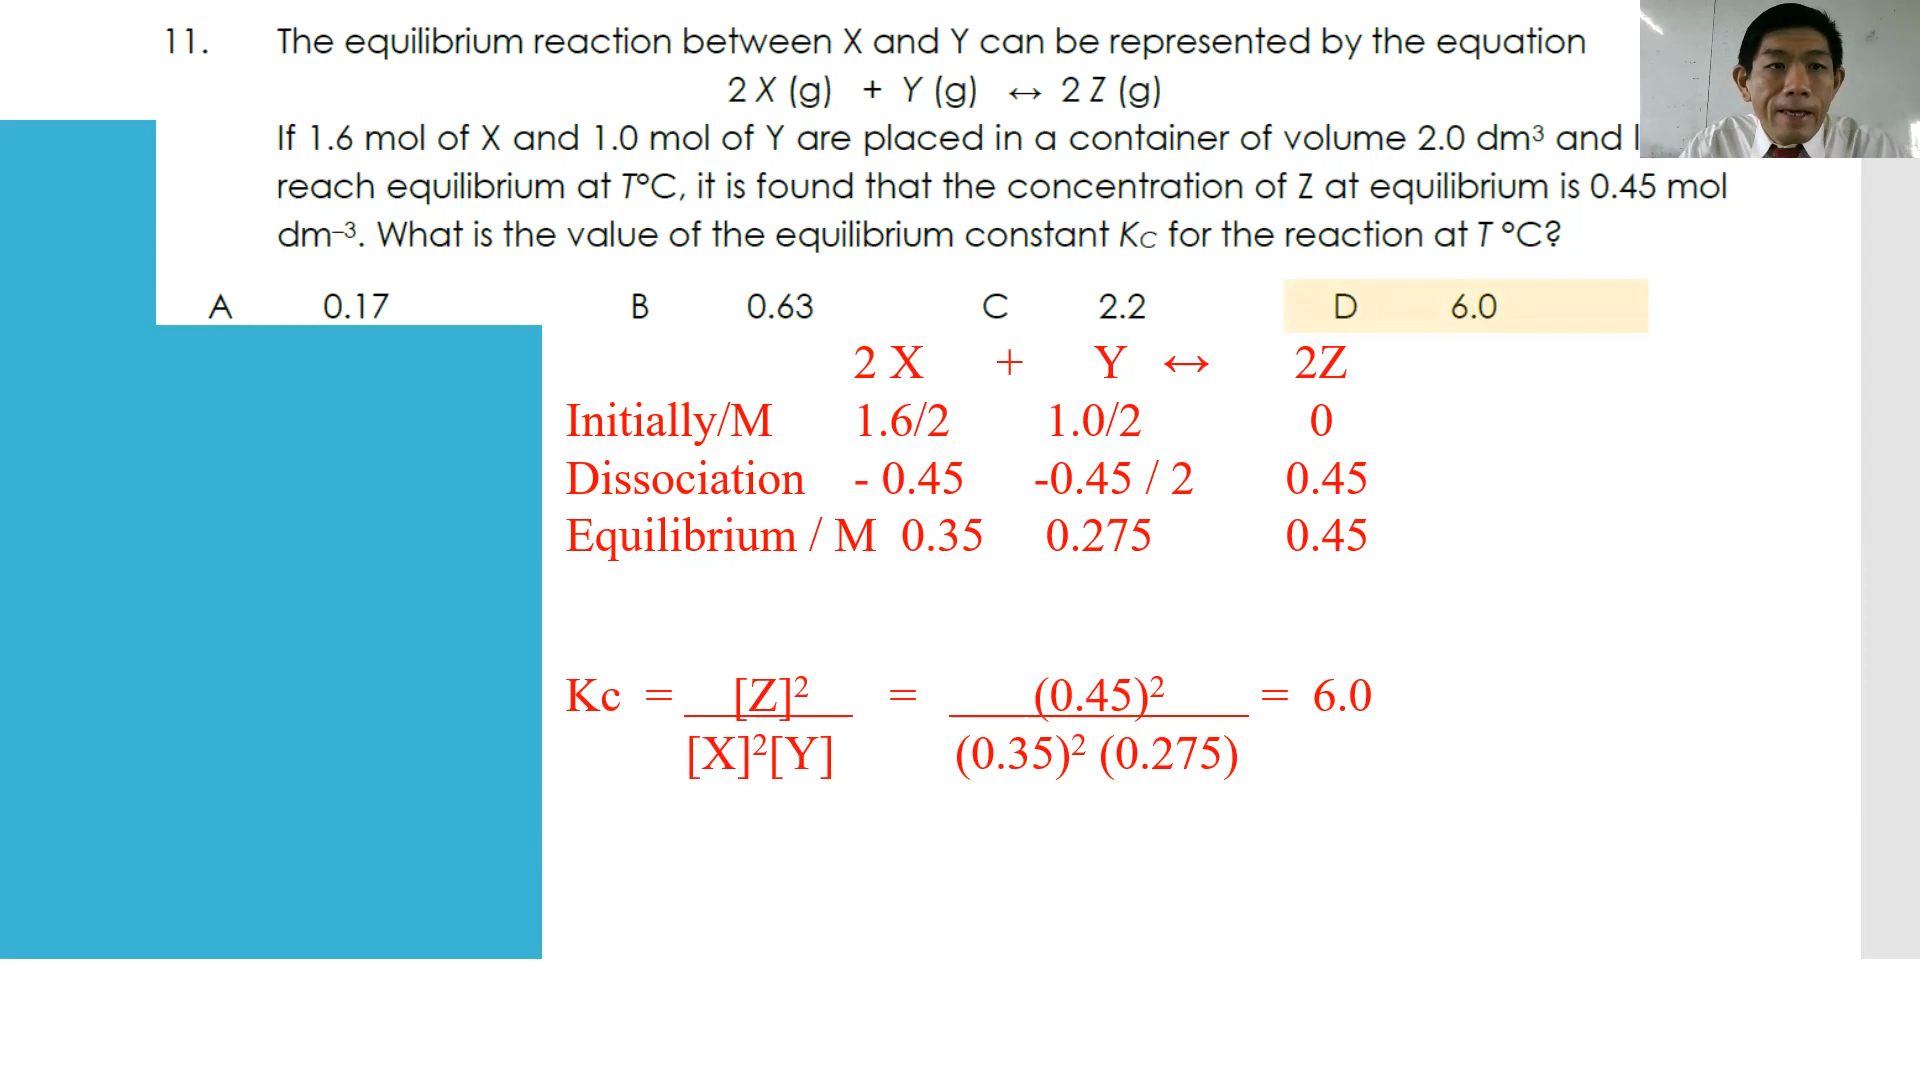 11. The equilibrium reaction between X and Y can be represented by the equation
2 X (g) + Y (g) ↔ 2 Z (g)
If 1.6 mol of X and 1.0 mol of Y are placed in a container of volume 2.0 dm³ and
reach equilibrium at T°C, it is found that the concentration of Z at equilibrium is 0.45 mol
dm⁻³. What is the value of the equilibrium constant Kc for the reaction at T °C?
A 0.17 B 0.63 C 2.2 D 6.0
2 X + Y ↔ 2Z
Initially/M 1.6/2 1.0/2 0
Dissociation - 0.45 -0.45 / 2 0.45
Equilibrium / M 0.35 0.275 0.45
Kc = [Z]² = (0.45)² = 6.0
[X]²[Y] (0.35)² (0.275)